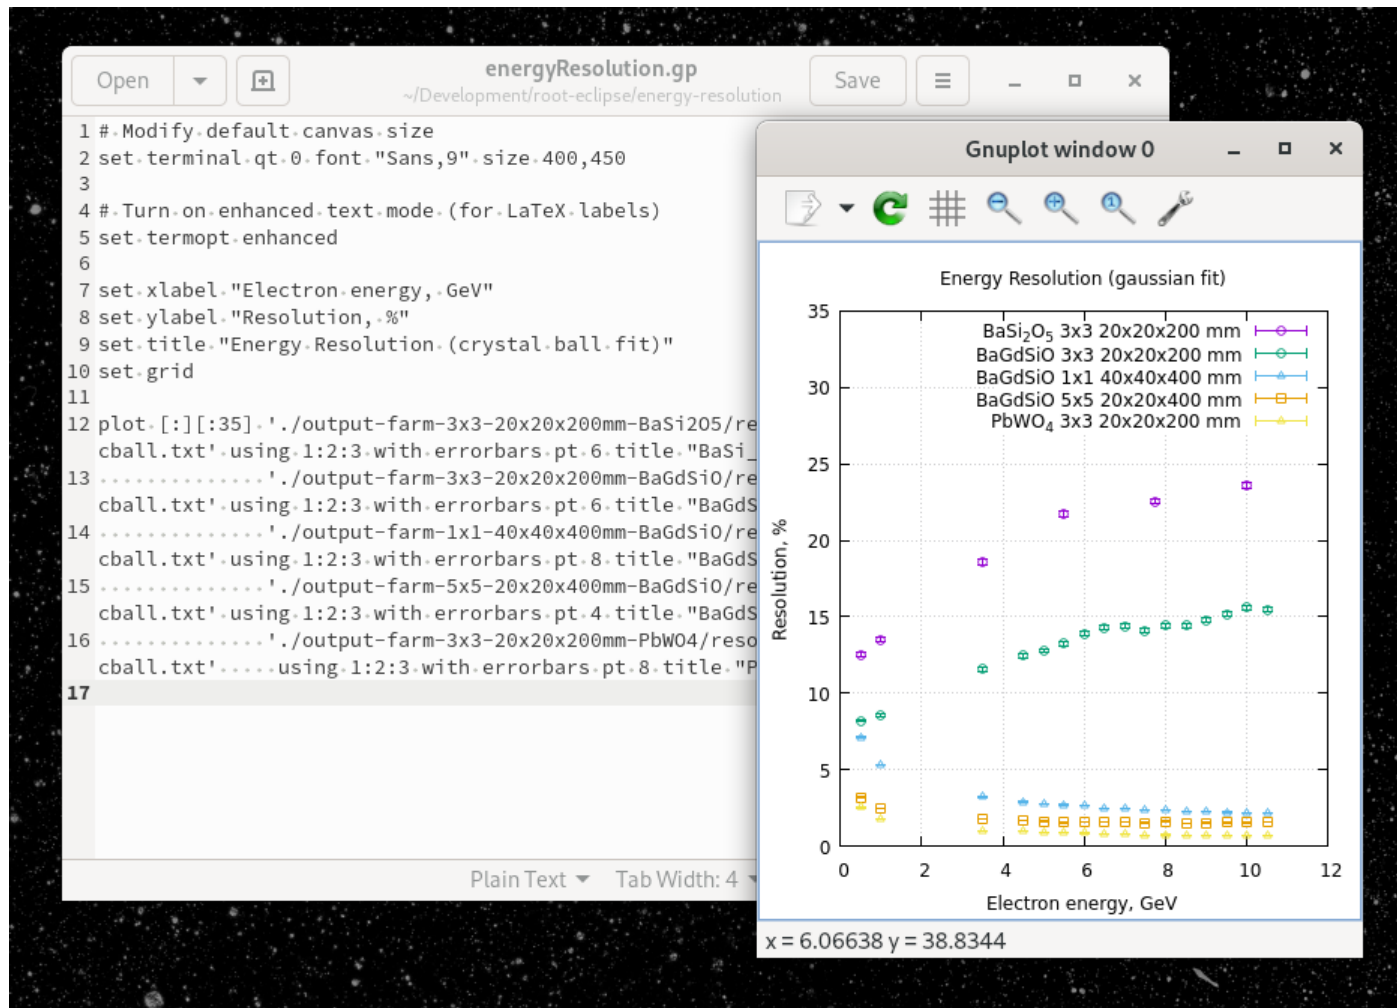 Open
energyResolution.gp
~/Development/root-eclipse/energy-resolution
Save
1 # Modify default canvas size
2 set terminal qt 0 font "Sans,9" size 400,450
3
4 # Turn on enhanced text mode (for LaTeX labels)
5 set termopt enhanced
6
7 set xlabel "Electron energy, GeV"
8 set ylabel "Resolution, %"
9 set title "Energy Resolution (crystal ball fit)"
10 set grid
11
12 plot [:][:35] './output-farm-3x3-20x20x200mm-BaSi2O5/re
cball.txt' using 1:2:3 with errorbars pt 6 title "BaSi_
13 './output-farm-3x3-20x20x200mm-BaGdSiO/re
cball.txt' using 1:2:3 with errorbars pt 6 title "BaGdS
14 './output-farm-1x1-40x40x400mm-BaGdSiO/re
cball.txt' using 1:2:3 with errorbars pt 8 title "BaGdS
15 './output-farm-5x5-20x20x400mm-BaGdSiO/re
cball.txt' using 1:2:3 with errorbars pt 4 title "BaGdS
16 './output-farm-3x3-20x20x200mm-PbWO4/reso
cball.txt' using 1:2:3 with errorbars pt 8 title "P
17
Plain Text
Tab Width: 4
Gnuplot window 0
Energy Resolution (gaussian fit)
BaSi₂O₅ 3x3 20x20x200 mm
BaGdSiO 3x3 20x20x200 mm
BaGdSiO 1x1 40x40x400 mm
BaGdSiO 5x5 20x20x400 mm
PbWO₄ 3x3 20x20x200 mm
35
30
25
20
15
10
5
0
Resolution, %
0 2 4 6 8 10 12
Electron energy, GeV
x = 6.06638 y = 38.8344